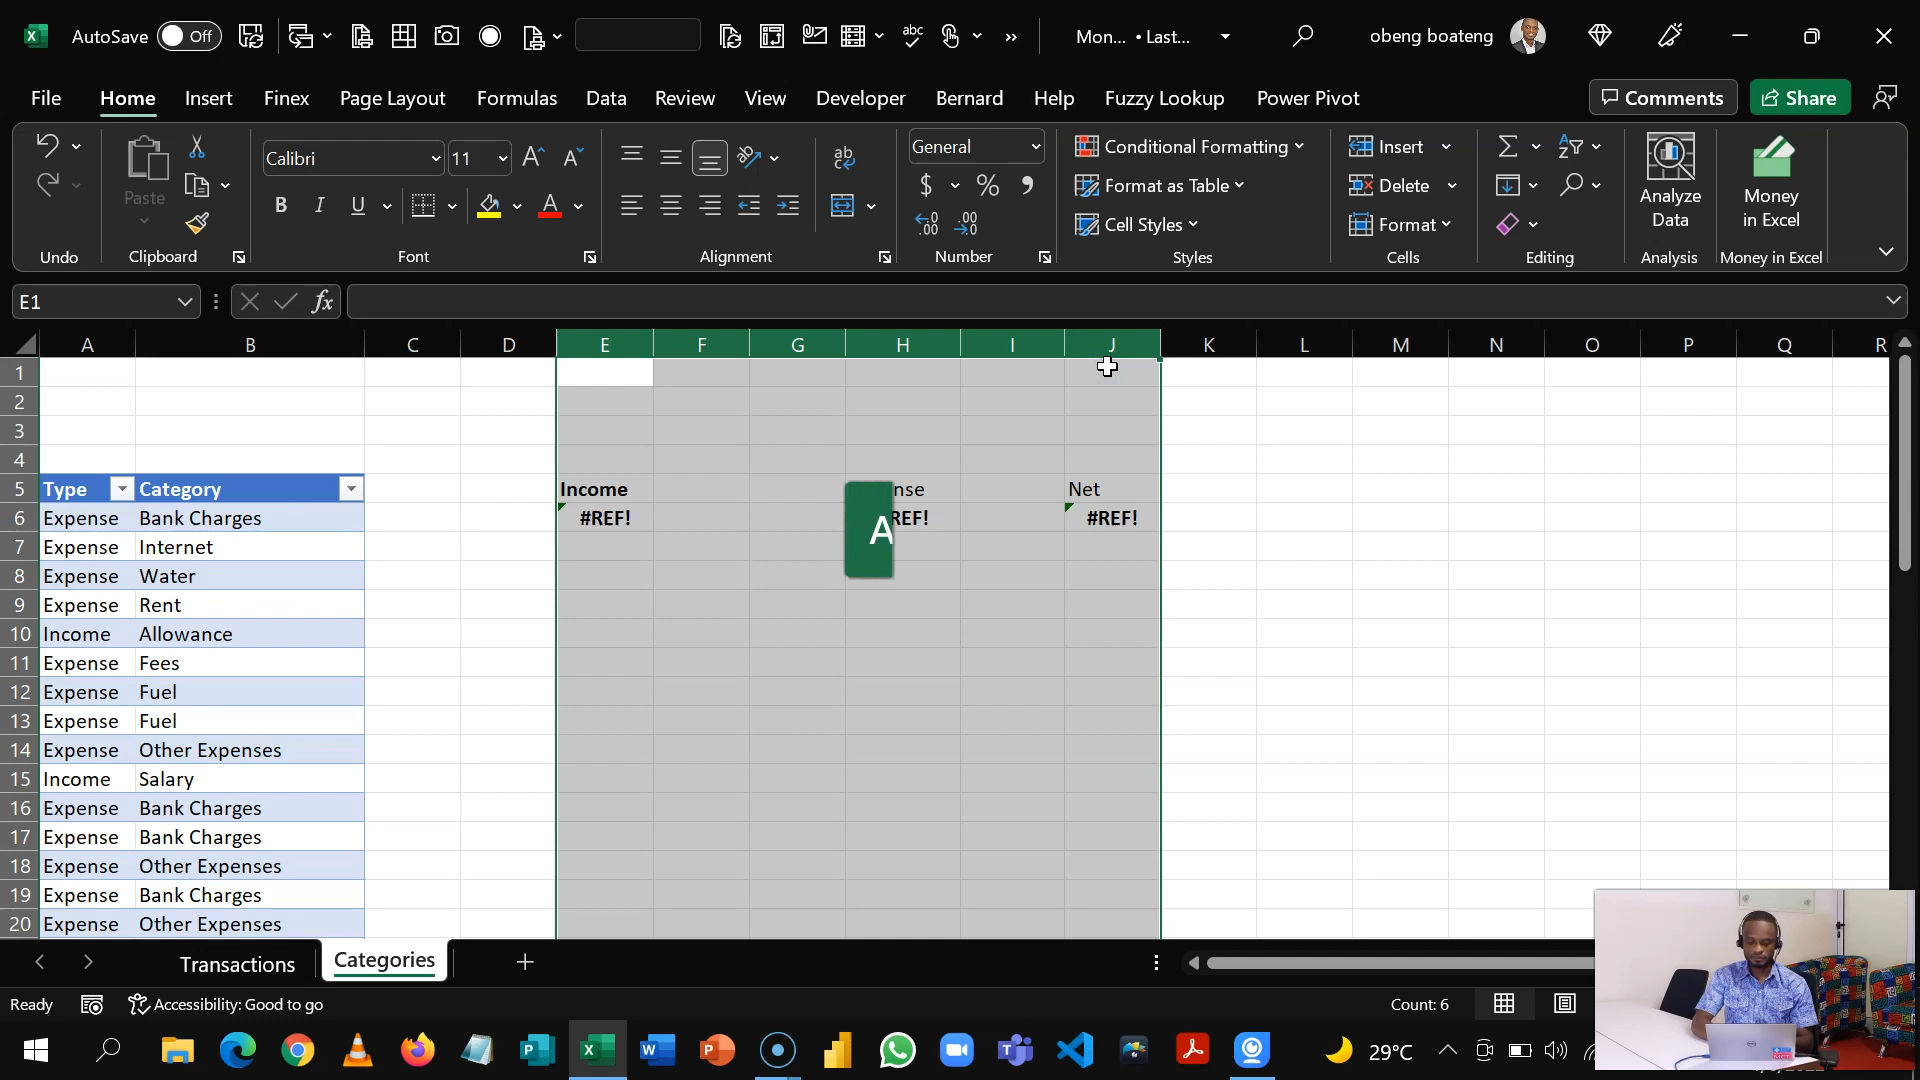 AutoSave Off Mon... • Last... obeng boateng
File Home Insert Finex Page Layout Formulas Data Review View Developer Bernard Help Fuzzy Lookup Power Pivot Comments Share
Paste
Calibri 11
General
Conditional Formatting
Format as Table
Cell Styles
Insert
Delete
Format
Analyze Data
Money in Excel
Undo Clipboard Font Alignment Number Styles Cells Editing Analysis Money in Excel
E1 fx
A B C D E F G H I J K L M N O P Q R
1
2
3
4
5 Type Category Income nse Net
6 Expense Bank Charges #REF! REF! #REF!
A
7 Expense Internet
8 Expense Water
9 Expense Rent
10 Income Allowance
11 Expense Fees
12 Expense Fuel
13 Expense Fuel
14 Expense Other Expenses
15 Income Salary
16 Expense Bank Charges
17 Expense Bank Charges
18 Expense Other Expenses
19 Expense Bank Charges
20 Expense Other Expenses
Transactions Categories
Ready Accessibility: Good to go Count: 6
29°C